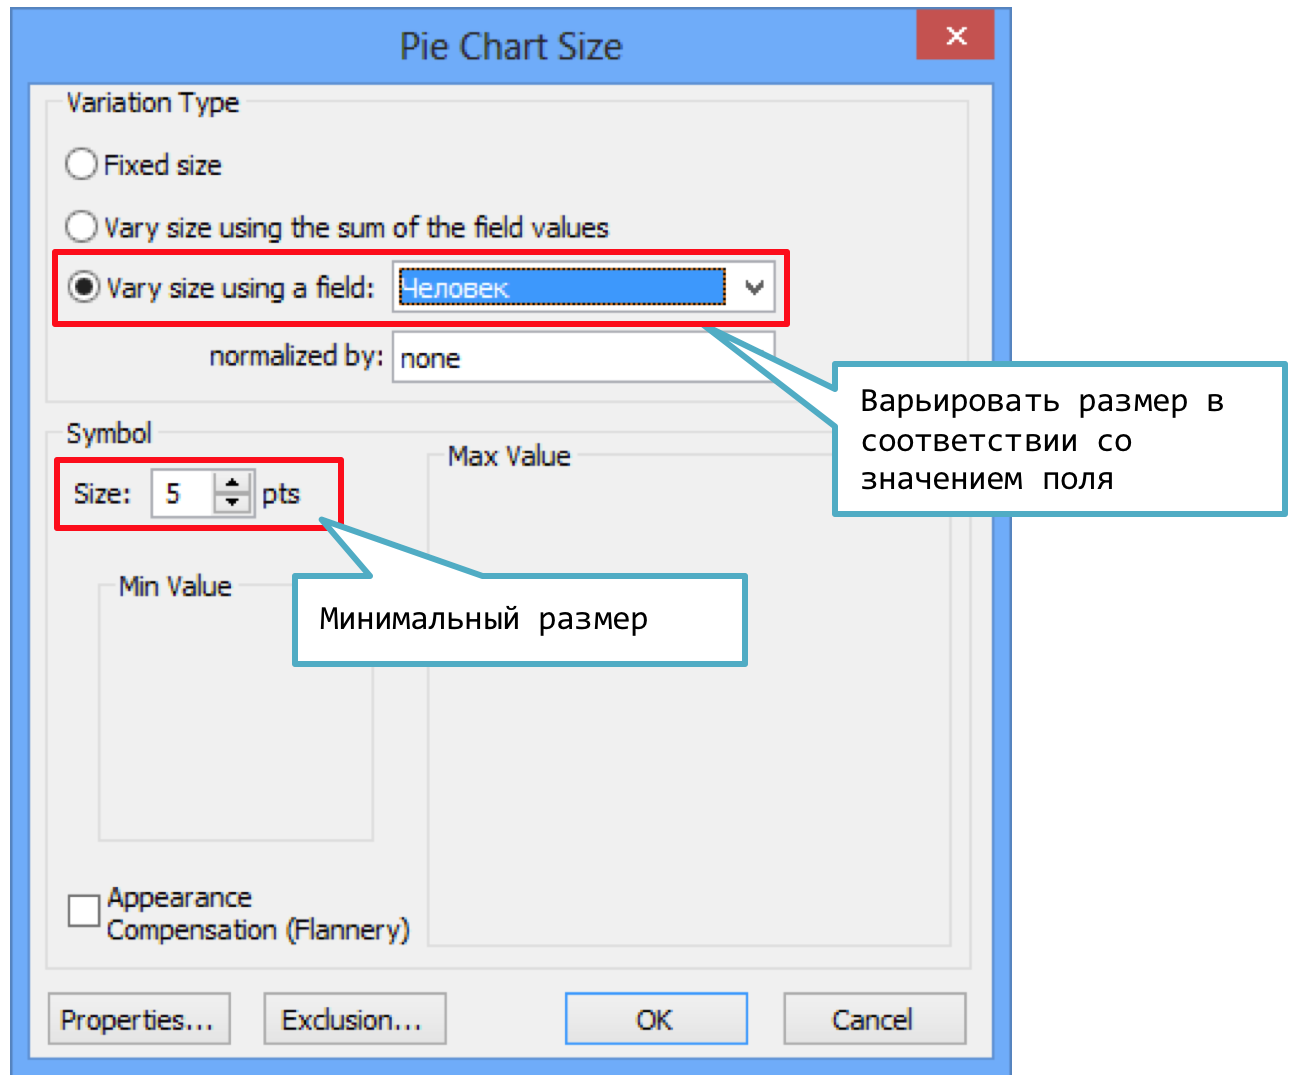 Pie Chart Size
Variation Type
Fixed size
Vary size using the sum of the field values
Vary size using a field: Человек
normalized by: none
Варьировать размер в
соответствии со
значением поля
Symbol
Size: 5 pts
Max Value
Минимальный размер
Min Value
Appearance
Compensation (Flannery)
Properties...
Exclusion...
OK
Cancel